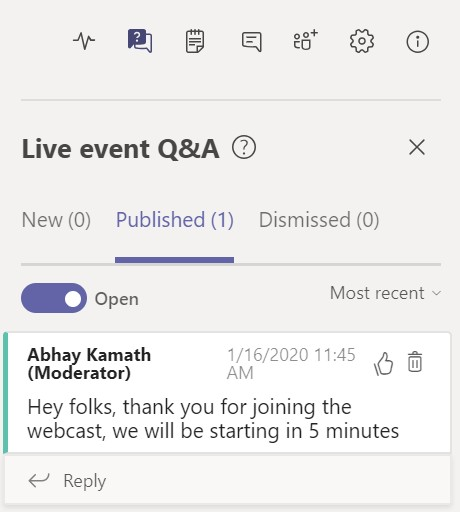 Live event Q&A
New (0) Published (1) Dismissed (0)
Open Most recent
Abhay Kamath 1/16/2020 11:45
(Moderator) AM
Hey folks, thank you for joining the
webcast, we will be starting in 5 minutes
Reply